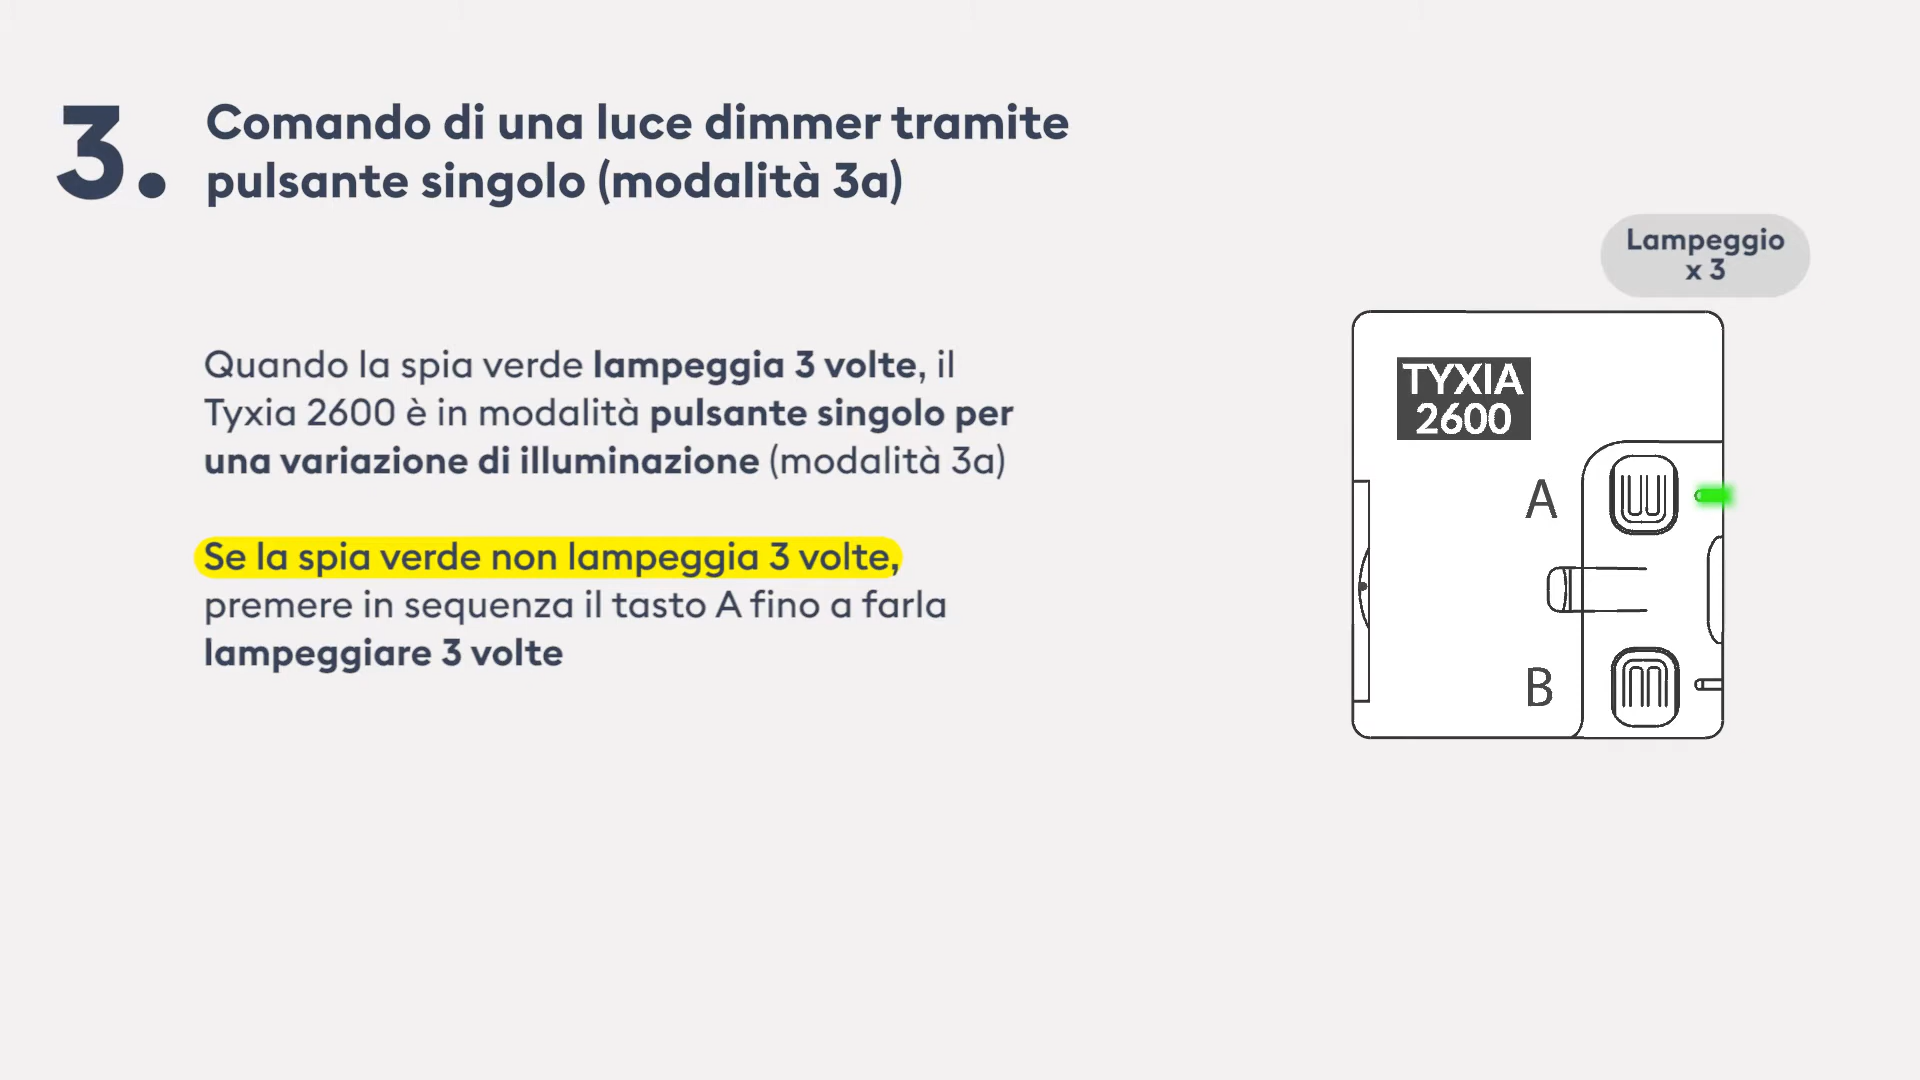 3.
Comando di una luce dimmer tramite
pulsante singolo (modalità 3a)
Lampeggio
x 3
Quando la spia verde lampeggia 3 volte, il
Tyxia 2600 è in modalità pulsante singolo per
una variazione di illuminazione (modalità 3a)
Se la spia verde non lampeggia 3 volte,
premere in sequenza il tasto A fino a farla
lampeggiare 3 volte
TYXIA
2600
A
B